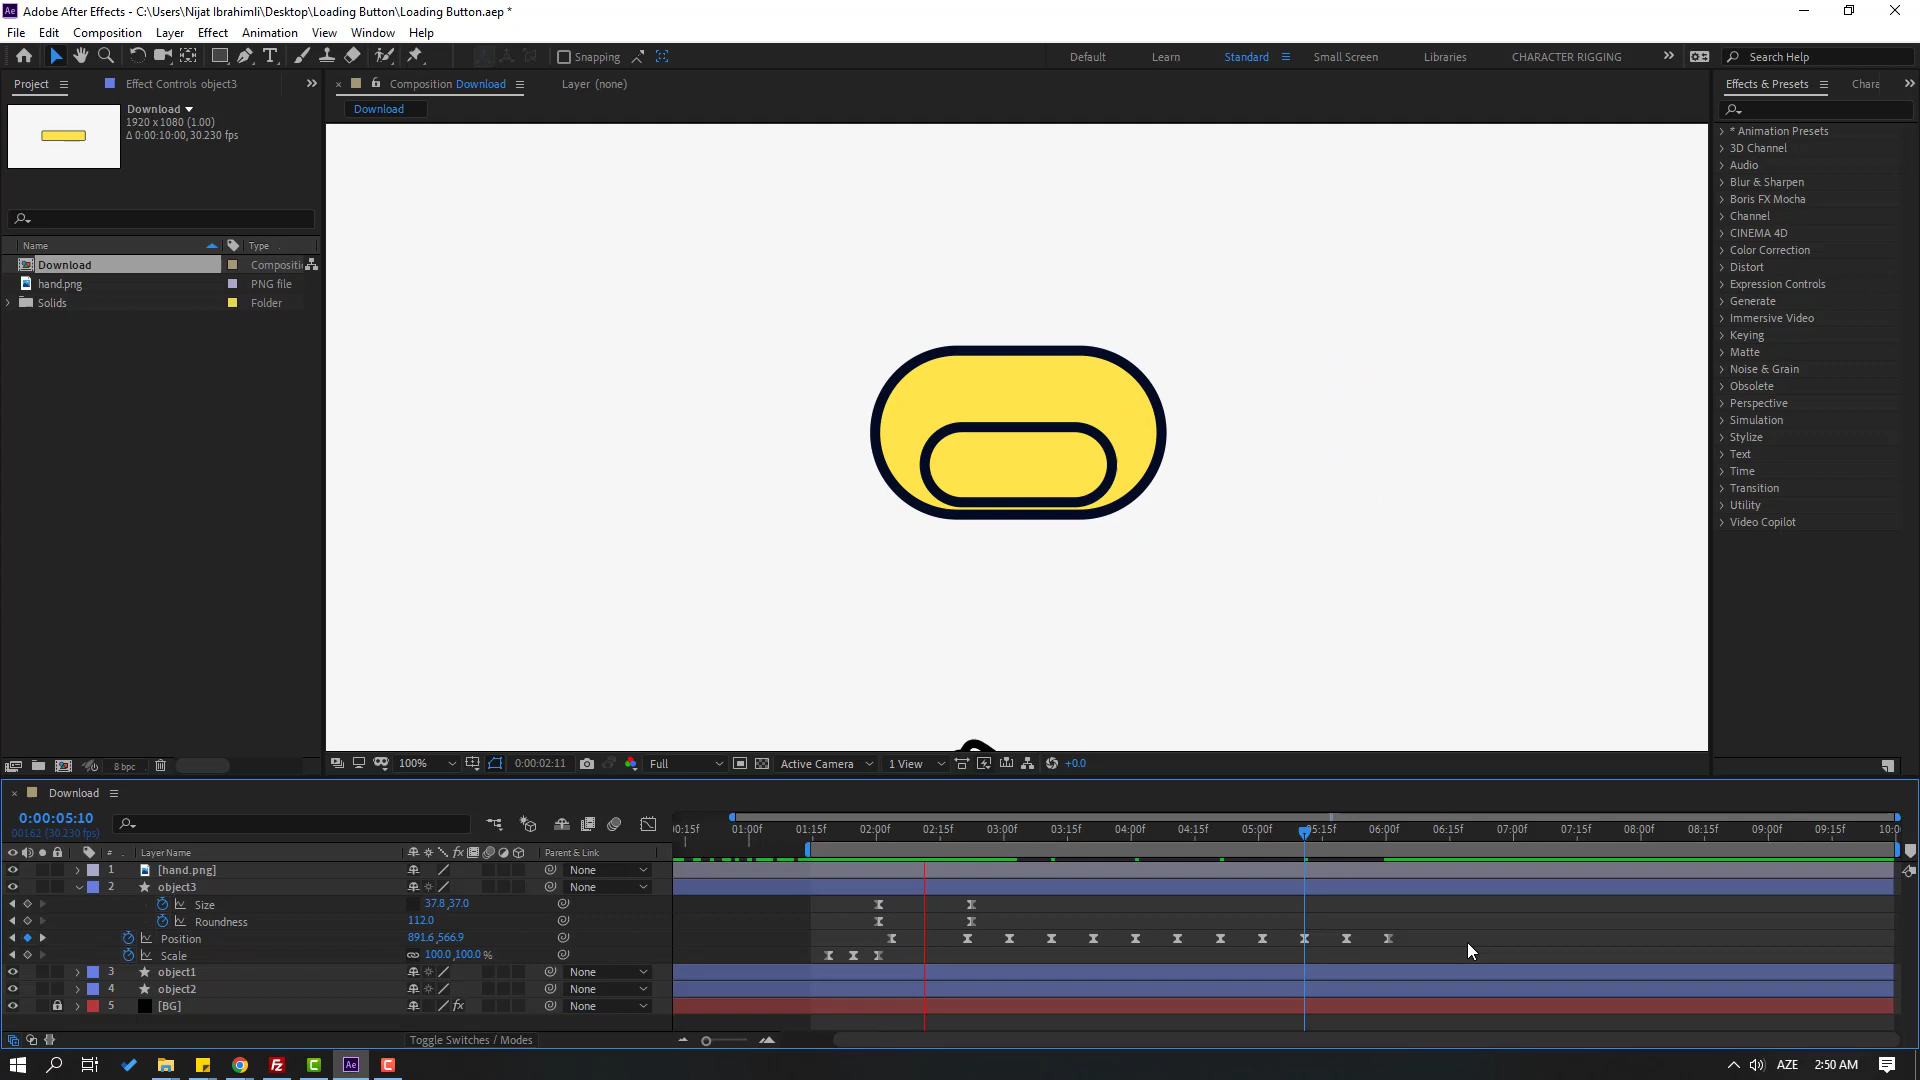 Adobe After Effects - C:\Users\Nijat Ibrahimli\Desktop\Loading Button\Loading Button.aep *
File Edit Composition Layer Effect Animation View Window Help
Snapping Default Learn Standard Small Screen Libraries CHARACTER RIGGING Search Help
Project Effect Controls object3
Composition Download Layer (none)
Effects & Presets Chara
Download
1920 x 1080 (1.00)
Δ 0:00:10:00, 30.230 fps
Download
Name Type
Download Compositi
hand.png PNG file
Solids Folder
* Animation Presets
3D Channel
Audio
Blur & Sharpen
Boris FX Mocha
Channel
CINEMA 4D
Color Correction
Distort
Expression Controls
Generate
Immersive Video
Keying
Matte
Noise & Grain
Obsolete
Perspective
Simulation
Stylize
Text
Time
Transition
Utility
Video Copilot
8 bpc
100% 0:00:02:11 Full Active Camera 1 View +0.0
Download
0:00:05:10
00162 (30.230 fps)
0:15f 01:00f 01:15f 02:00f 02:15f 03:00f 03:15f 04:00f 04:15f 05:00f 05:15f 06:00f 06:15f 07:00f 07:15f 08:00f 08:15f 09:00f 09:15f 10:0
# Layer Name fx Parent & Link
1 [hand.png] None
2 object3 None
Size 37.8,37.0
Roundness 112.0
Position 891.6,566.9
Scale 100.0,100.0 %
3 object1 None
4 object2 None
5 [BG] fx None
Toggle Switches / Modes
Fz C Ae C AZE 2:50 AM